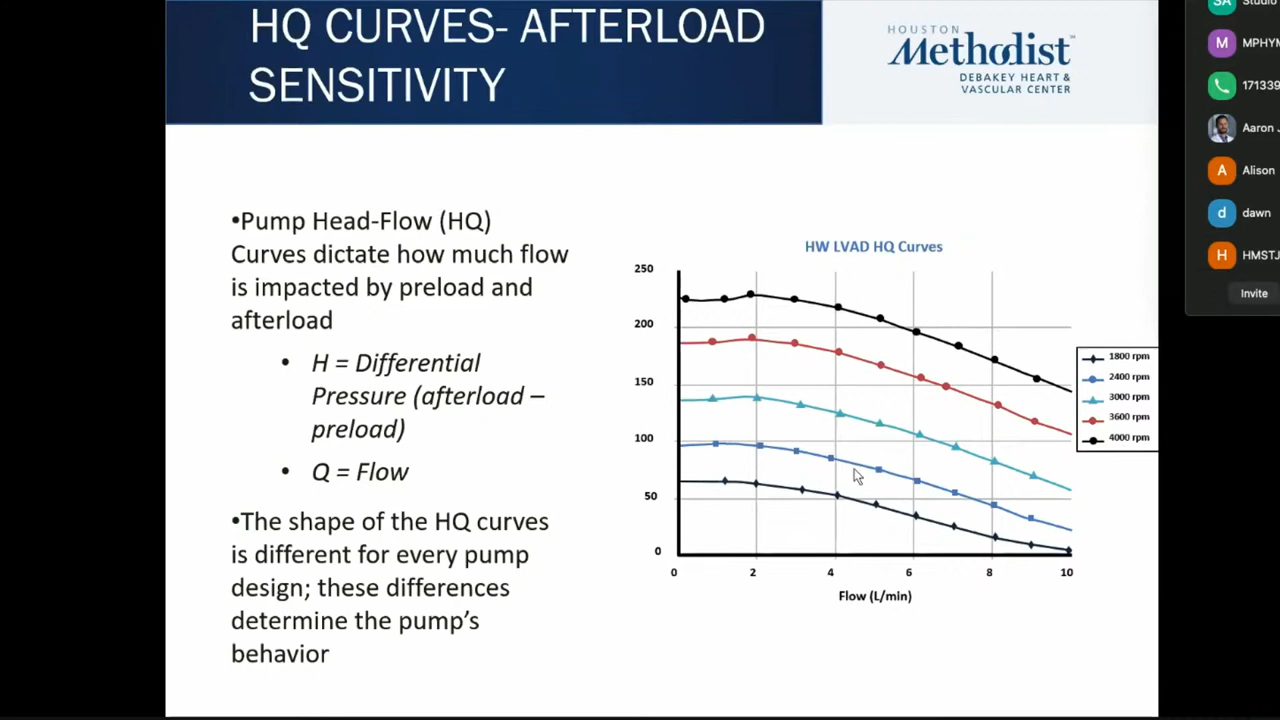 HQ CURVES- AFTERLOAD
SENSITIVITY
HOUSTON
Methodist
DEBAKEY HEART &
VASCULAR CENTER
•Pump Head-Flow (HQ)
Curves dictate how much flow
is impacted by preload and
afterload
• H = Differential
Pressure (afterload –
preload)
• Q = Flow
•The shape of the HQ curves
is different for every pump
design; these differences
determine the pump’s
behavior
HW LVAD HQ Curves
250
200
150
100
50
0
0 2 4 6 8 10
Flow (L/min)
1800 rpm
2400 rpm
3000 rpm
3600 rpm
4000 rpm
SA Studio
M MPHYM
171339
Aaron J
A Alison
d dawn
H HMSTJ
Invite